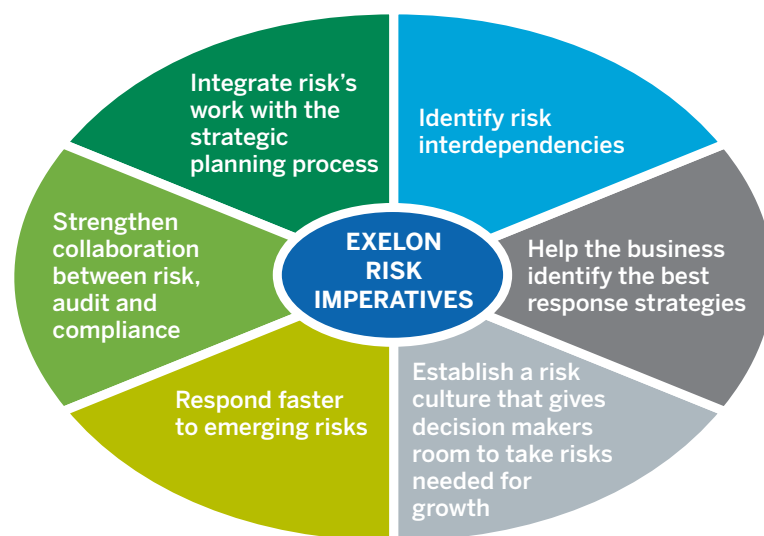 Integrate risk's
work with the
strategic
planning process
Identify risk
interdependencies
Strengthen
collaboration
between risk,
audit and
compliance
EXELON
RISK
IMPERATIVES
Help the business
identify the best
response strategies
Respond faster
to emerging risks
Establish a risk
culture that gives
decision makers
room to take risks
needed for
growth